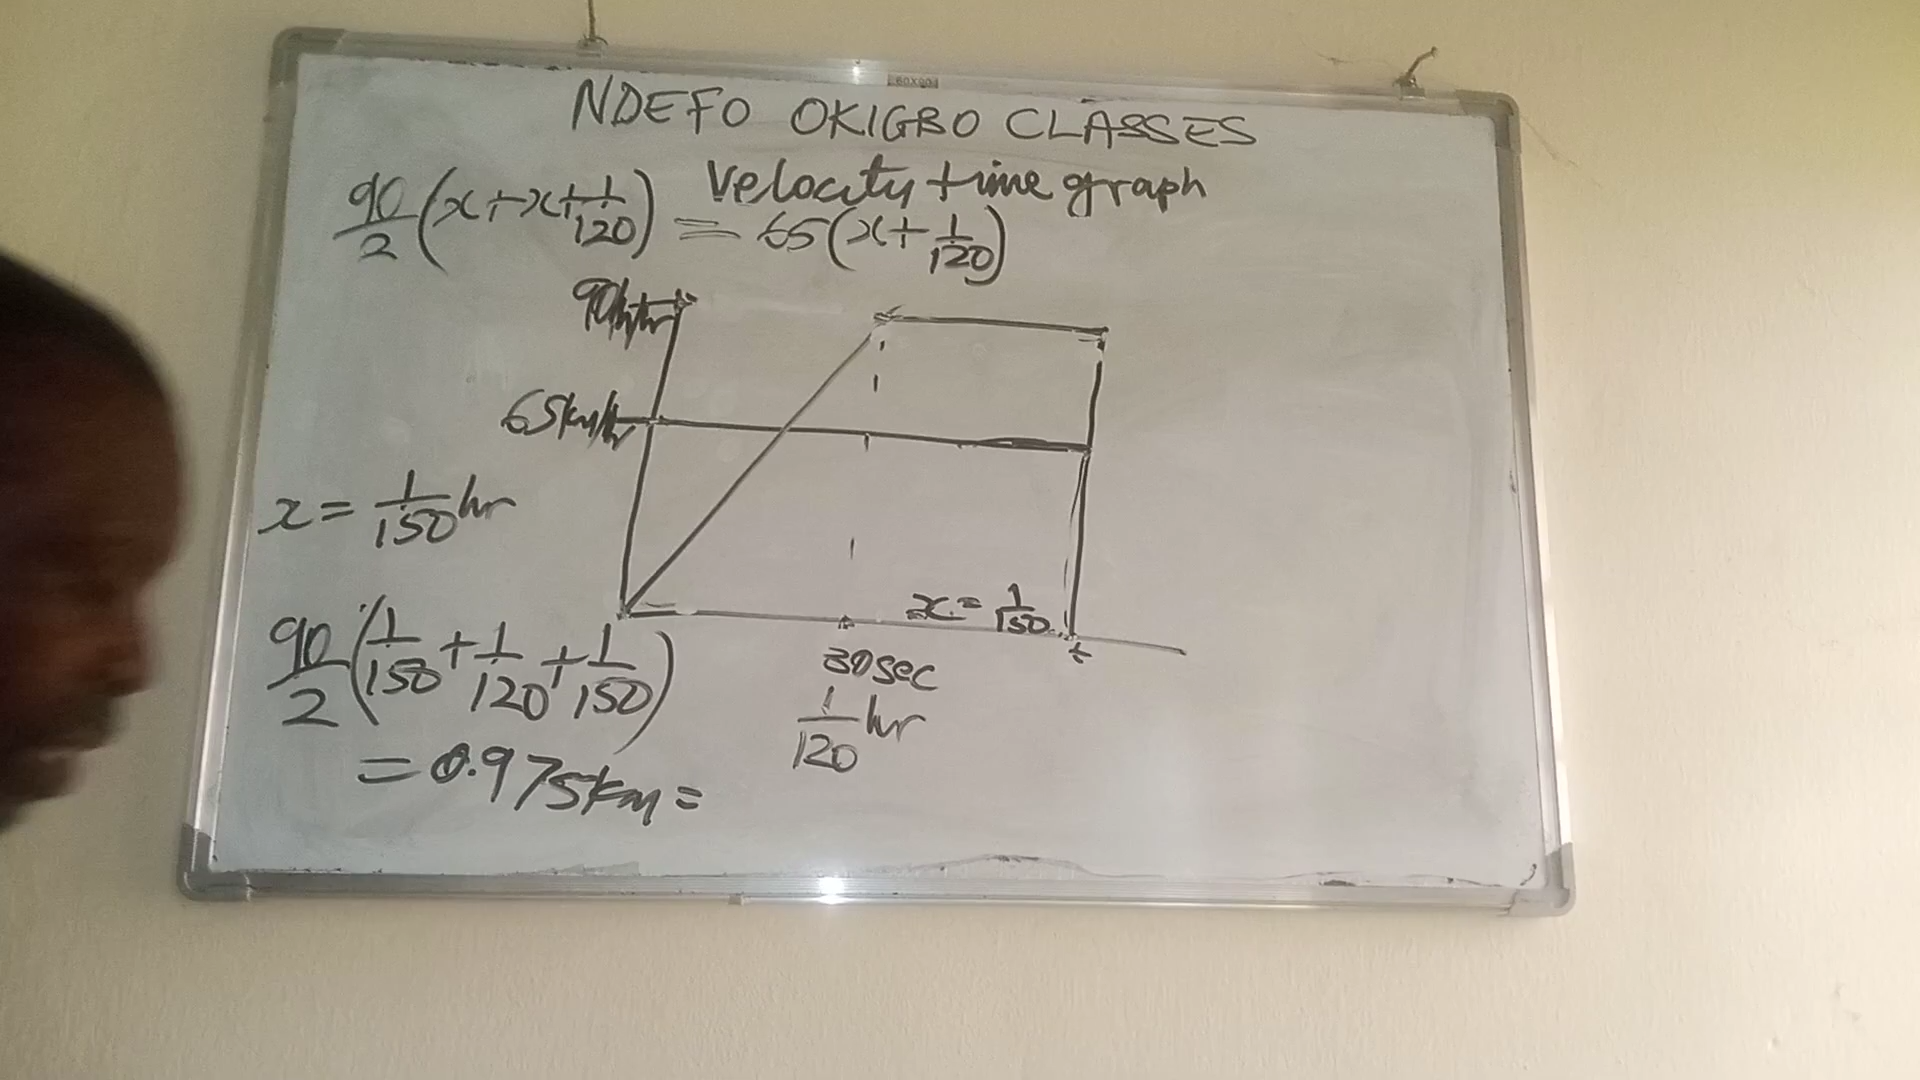 60x90
NDEFO OKIGBO CLASSES
Velocity time graph
90/2 (x+x+1/120) = 65(x+1/120)
90km/hr
65km/hr
x = 1/150 hr
x = 1/150
t
30sec
1/120 hr
90/2 (1/150 + 1/120 + 1/150)
= 0.975km =